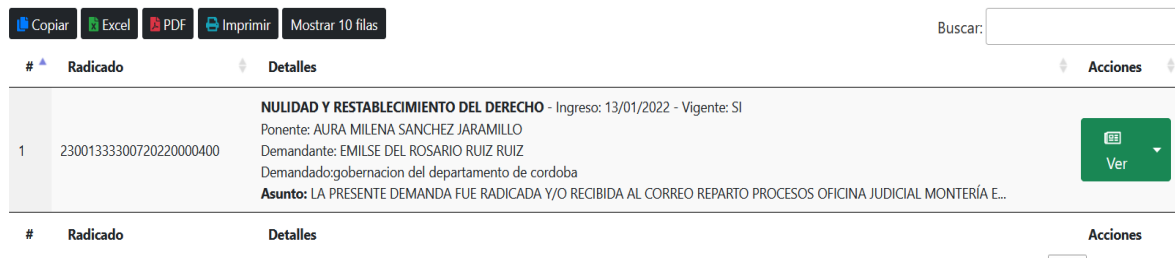 Copiar Excel PDF Imprimir Mostrar 10 filas
Buscar:
# Radicado Detalles Acciones
NULIDAD Y RESTABLECIMIENTO DEL DERECHO - Ingreso: 13/01/2022 - Vigente: SI
Ponente: AURA MILENA SANCHEZ JARAMILLO
1 23001333300720220000400 Demandante: EMILSE DEL ROSARIO RUIZ RUIZ
Ver
Demandado:gobernacion del departamento de cordoba
Asunto: LA PRESENTE DEMANDA FUE RADICADA Y/O RECIBIDA AL CORREO REPARTO PROCESOS OFICINA JUDICIAL MONTERÍA E...
# Radicado Detalles Acciones